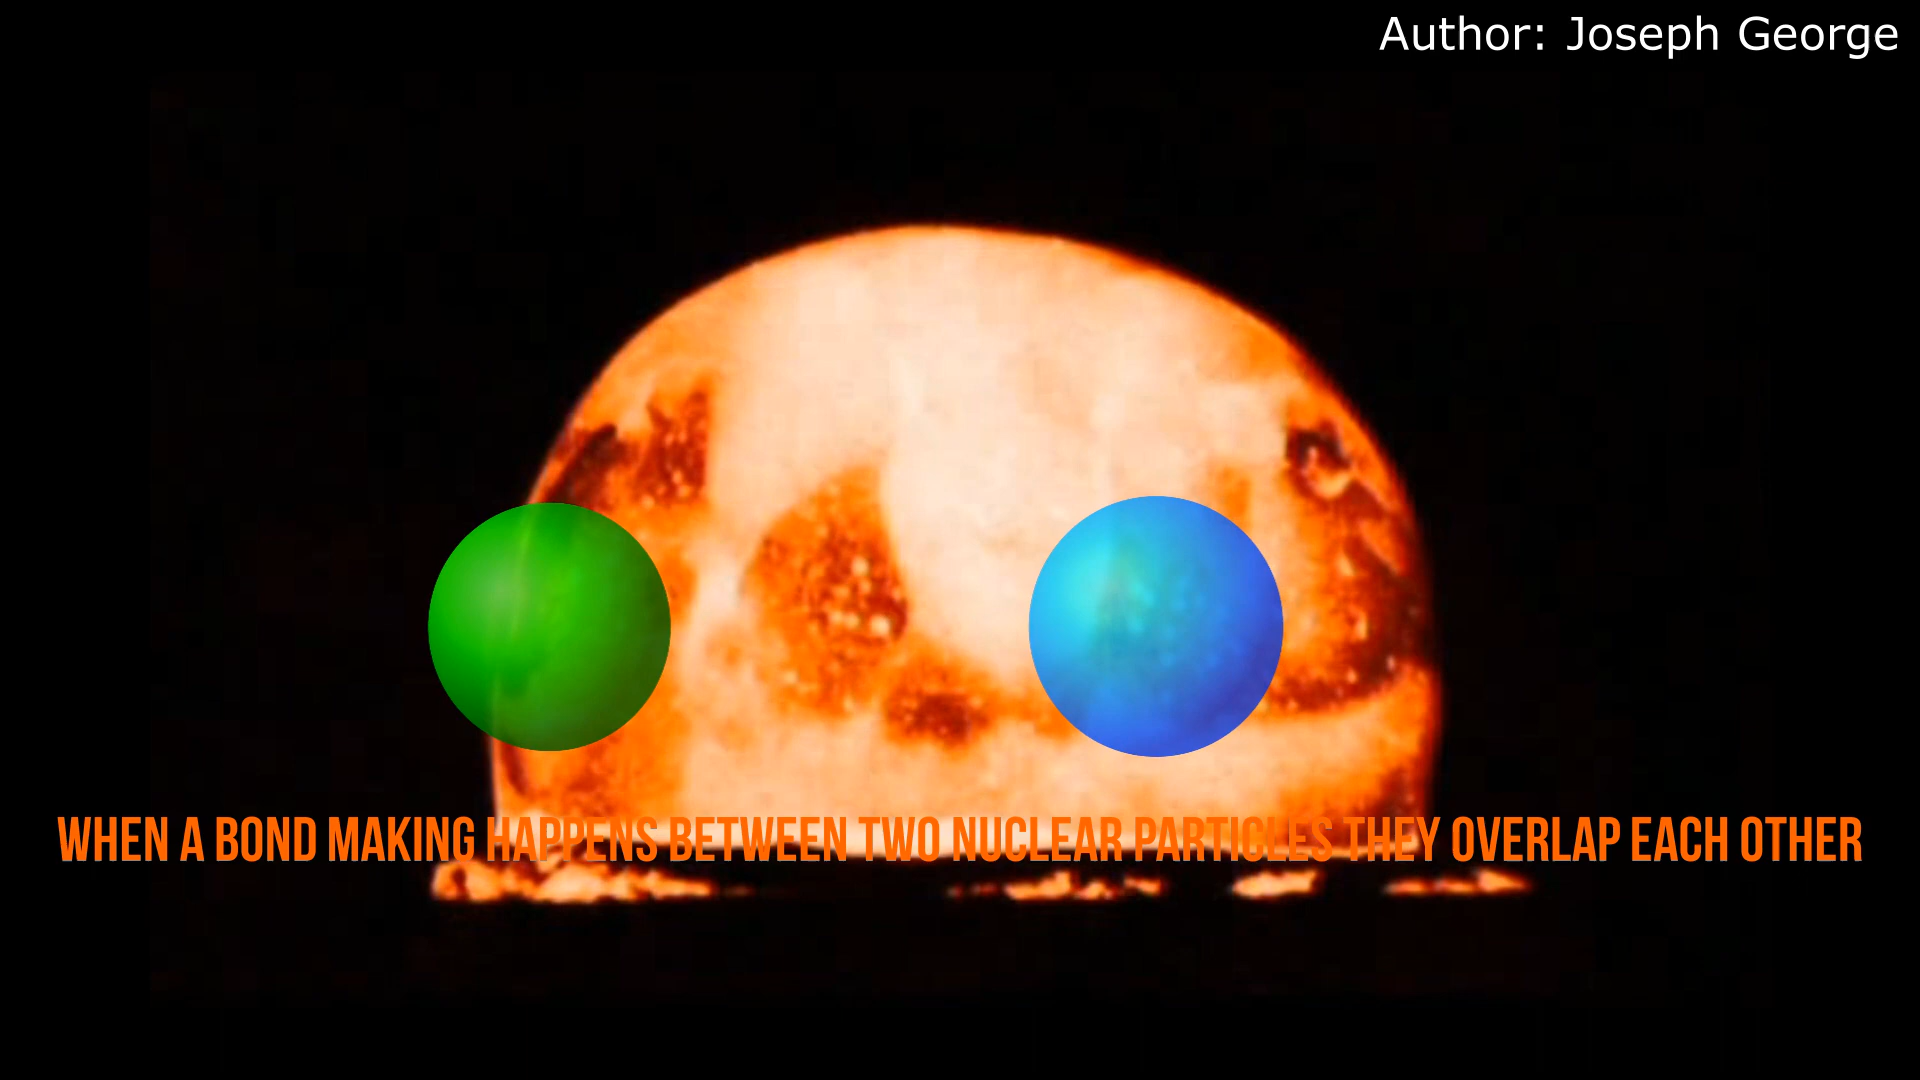 Author: Joseph George
WHEN A BOND MAKING HAPPENS BETWEEN TWO NUCLEAR PARTICLES THEY OVERLAP EACH OTHER